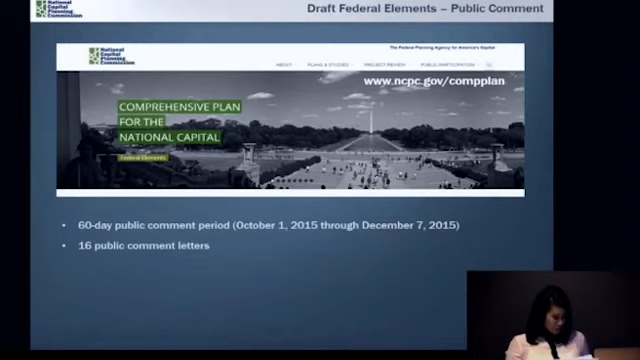 National
Capital
Planning
Commission
Draft Federal Elements – Public Comment
National
Capital
Planning
Commission
The Federal Planning Agency for America's Capital
ABOUT PLANS & STUDIES PROJECT REVIEW PUBLIC PARTICIPATION
www.ncpc.gov/compplan
COMPREHENSIVE PLAN
FOR THE
NATIONAL CAPITAL
Federal Elements
• 60-day public comment period (October 1, 2015 through December 7, 2015)
• 16 public comment letters